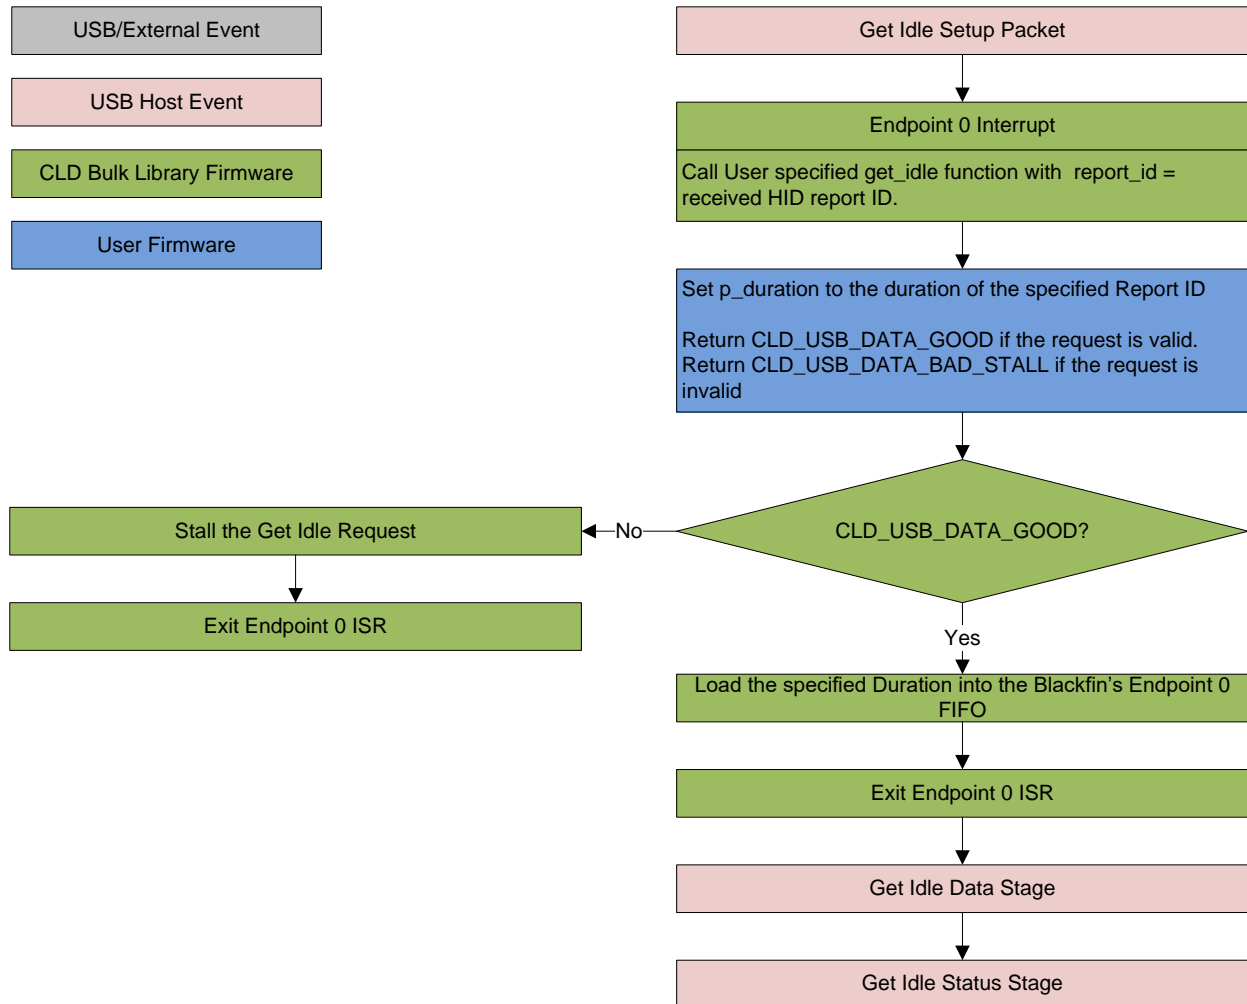 USB/External Event
USB Host Event
CLD Bulk Library Firmware
User Firmware
Get Idle Setup Packet
Endpoint 0 Interrupt
Call User specified get_idle function with  report_id =
received HID report ID.
Set p_duration to the duration of the specified Report ID
Return CLD_USB_DATA_GOOD if the request is valid.
Return CLD_USB_DATA_BAD_STALL if the request is
invalid
CLD_USB_DATA_GOOD?
No
Stall the Get Idle Request
Exit Endpoint 0 ISR
Yes
Load the specified Duration into the Blackfin’s Endpoint 0
FIFO
Exit Endpoint 0 ISR
Get Idle Data Stage
Get Idle Status Stage